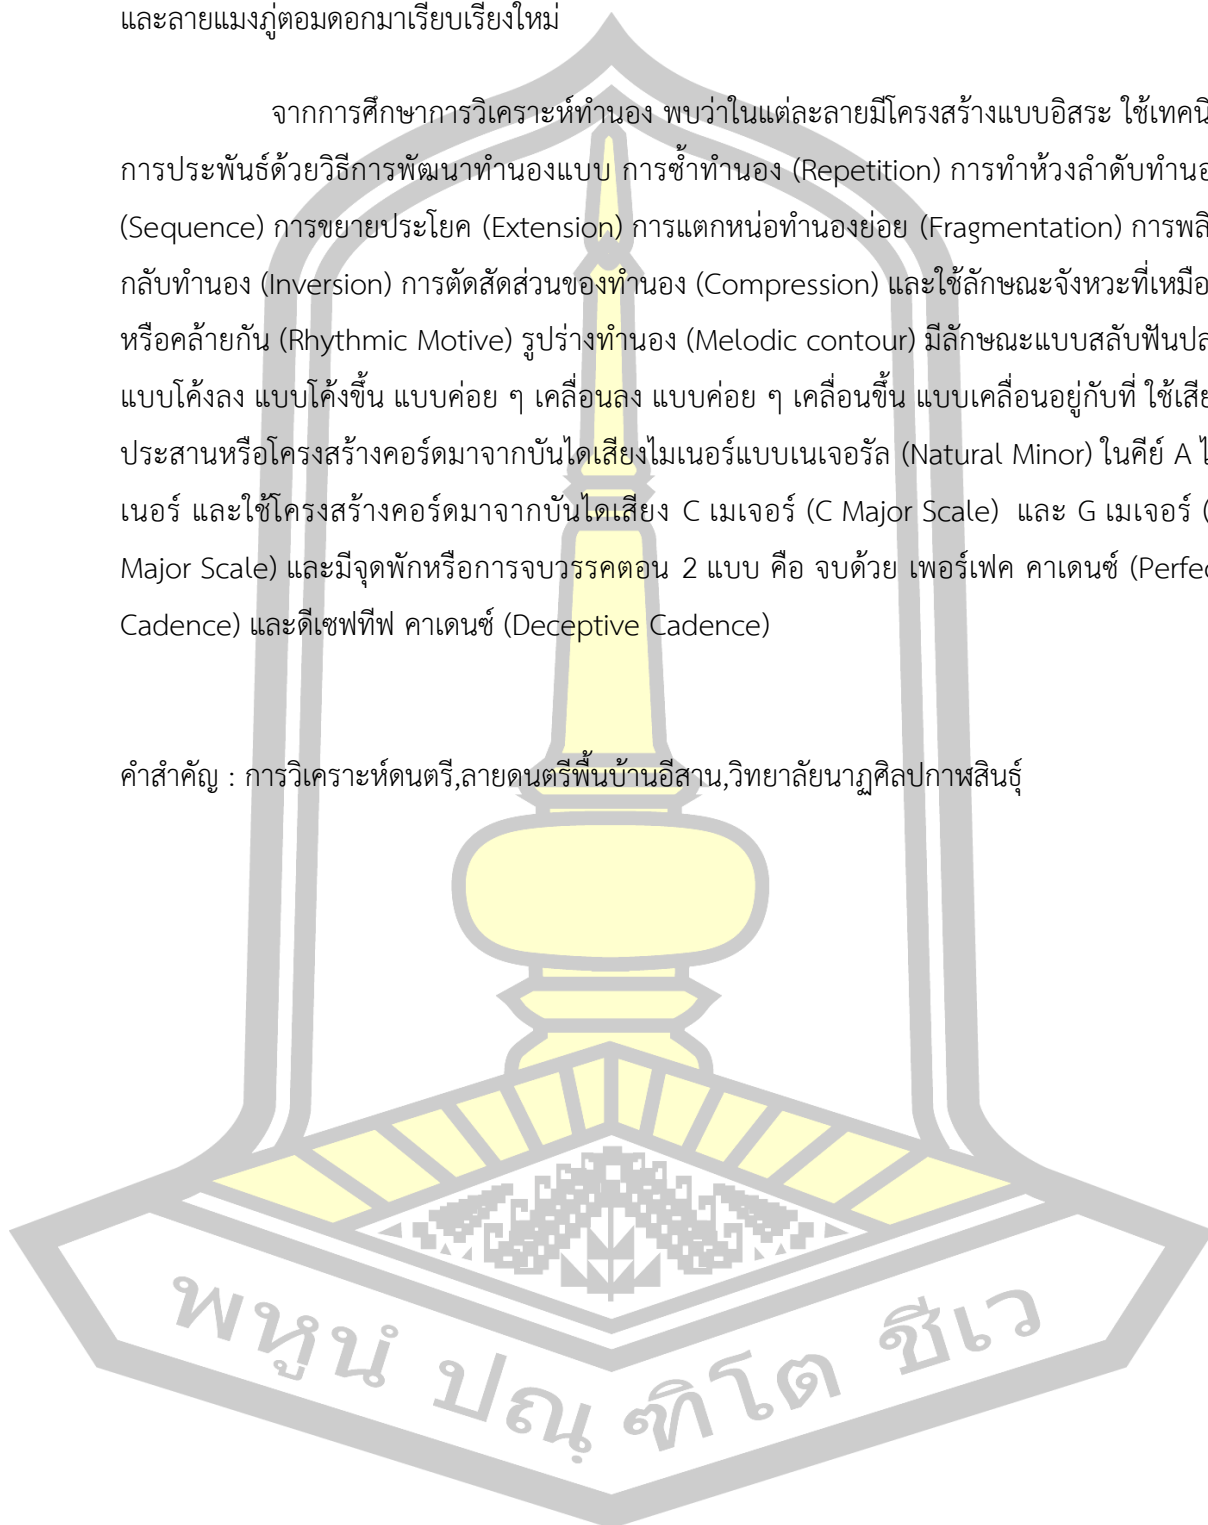 และลายแมงภู่ตอมดอกมาเรียบเรียงใหม่
จากการศึกษาการวิเคราะห์ทำนอง พบว่าในแต่ละลายมีโครงสร้างแบบอิสระ ใช้เทคนิ
การประพันธ์ด้วยวิธีการพัฒนาทำนองแบบ การซ้ำทำนอง (Repetition) การทำห้วงลำดับทำนอ
(Sequence) การขยายประโยค (Extension) การแตกหน่อทำนองย่อย (Fragmentation) การพลิ
กลับทำนอง (Inversion) การตัดสัดส่วนของทำนอง (Compression) และใช้ลักษณะจังหวะที่เหมือ
หรือคล้ายกัน (Rhythmic Motive) รูปร่างทำนอง (Melodic contour) มีลักษณะแบบสลับฟันปล
แบบโค้งลง แบบโค้งขึ้น แบบค่อย ๆ เคลื่อนลง แบบค่อย ๆ เคลื่อนขึ้น แบบเคลื่อนอยู่กับที่ ใช้เสีย
ประสานหรือโครงสร้างคอร์ดมาจากบันไดเสียงไมเนอร์แบบเนเจอรัล (Natural Minor) ในคีย์ A ไ
เนอร์ และใช้โครงสร้างคอร์ดมาจากบันไดเสียง C เมเจอร์ (C Major Scale) และ G เมเจอร์ (
Major Scale) และมีจุดพักหรือการจบวรรคตอน 2 แบบ คือ จบด้วย เพอร์เฟค คาเดนซ์ (Perfec
Cadence) และดีเซฟทีฟ คาเดนซ์ (Deceptive Cadence)
คำสำคัญ : การวิเคราะห์ดนตรี,ลายดนตรีพื้นบ้านอีสาน,วิทยาลัยนาฏศิลปกาฬสินธุ์
พหูนํ ปณฺฑิโต ชีเว